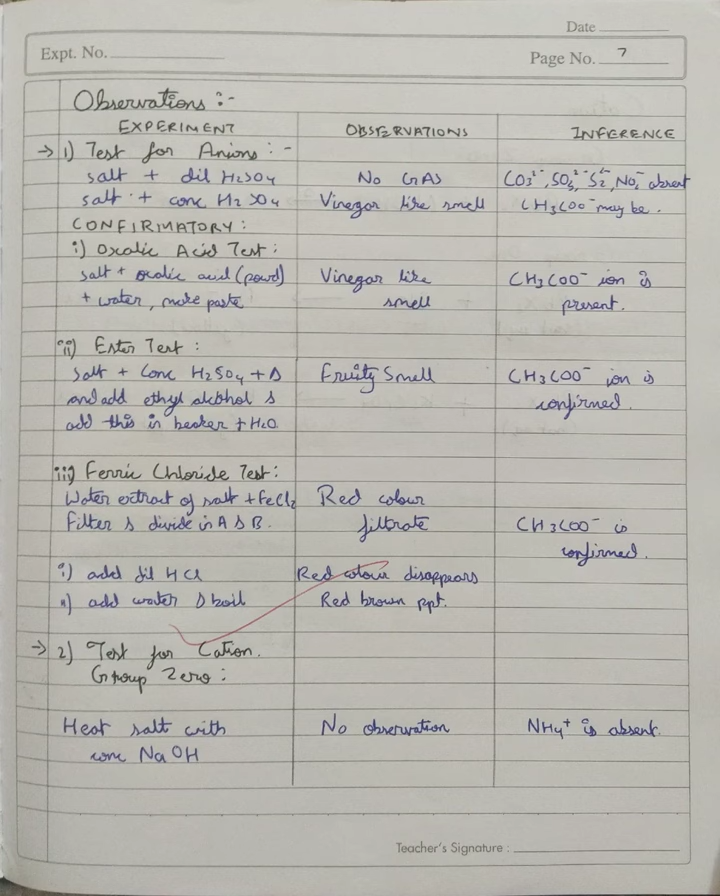 Date
Expt. No.
Page No. 7
Observations :-
EXPERIMENT OBSERVATIONS INFERENCE
→ 1) Test for Anions :-
salt + dil H2SO4 No GAS CO3²⁻, SO3²⁻, S²⁻, NO2⁻ absent
salt + conc H2SO4 Vinegar like smell CH3COO⁻ may be.
CONFIRMATORY :
i) Oxalic Acid Test :
salt + oxalic acid (powd) Vinegar like CH3COO⁻ ion is
+ water, make paste smell present.
ii) Ester Test :
Salt + Conc H2SO4 + Δ Fruity Smell CH3COO⁻ ion is
and add ethyl alcohol & confirmed.
add this in beaker + H2O
iii) Ferric Chloride Test :
Water extract of salt + FeCl2 Red colour
Filter & divide in A & B. filtrate CH3COO⁻ is
confirmed.
i) add dil HCl Red colour disappears
ii) add water Δ boil Red brown ppt.
→ 2) Test for Cation.
Group Zero :
Heat salt with No observation NH4⁺ is absent.
conc NaOH
Teacher's Signature :